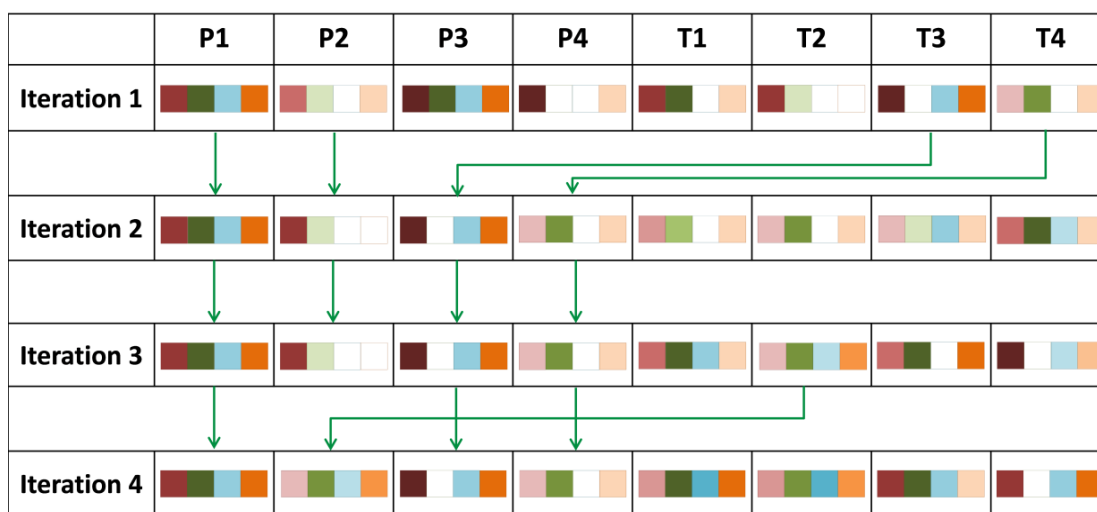 P1 P2 P3 P4 T1 T2 T3 T4
Iteration 1
Iteration 2
Iteration 3
Iteration 4